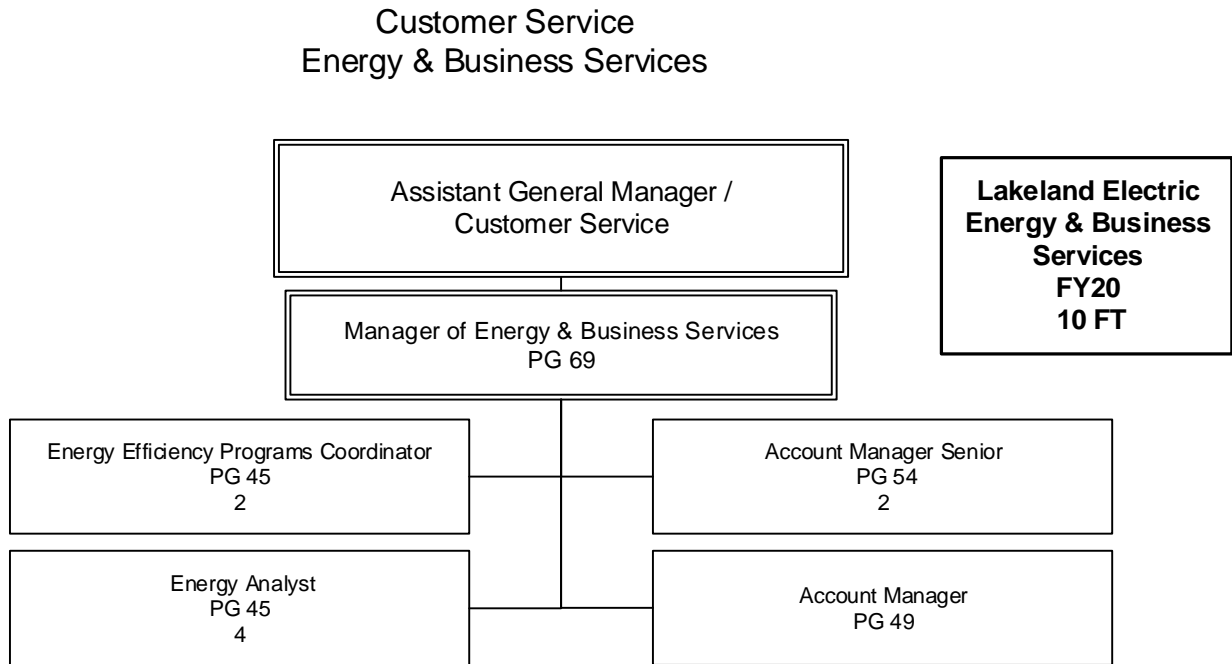 Customer Service
Energy & Business Services
Assistant General Manager /
Customer Service
Lakeland Electric
Energy & Business
Services
FY20
10 FT
Manager of Energy & Business Services
PG 69
Energy Efficiency Programs Coordinator
PG 45
2
Account Manager Senior
PG 54
2
Energy Analyst
PG 45
4
Account Manager
PG 49